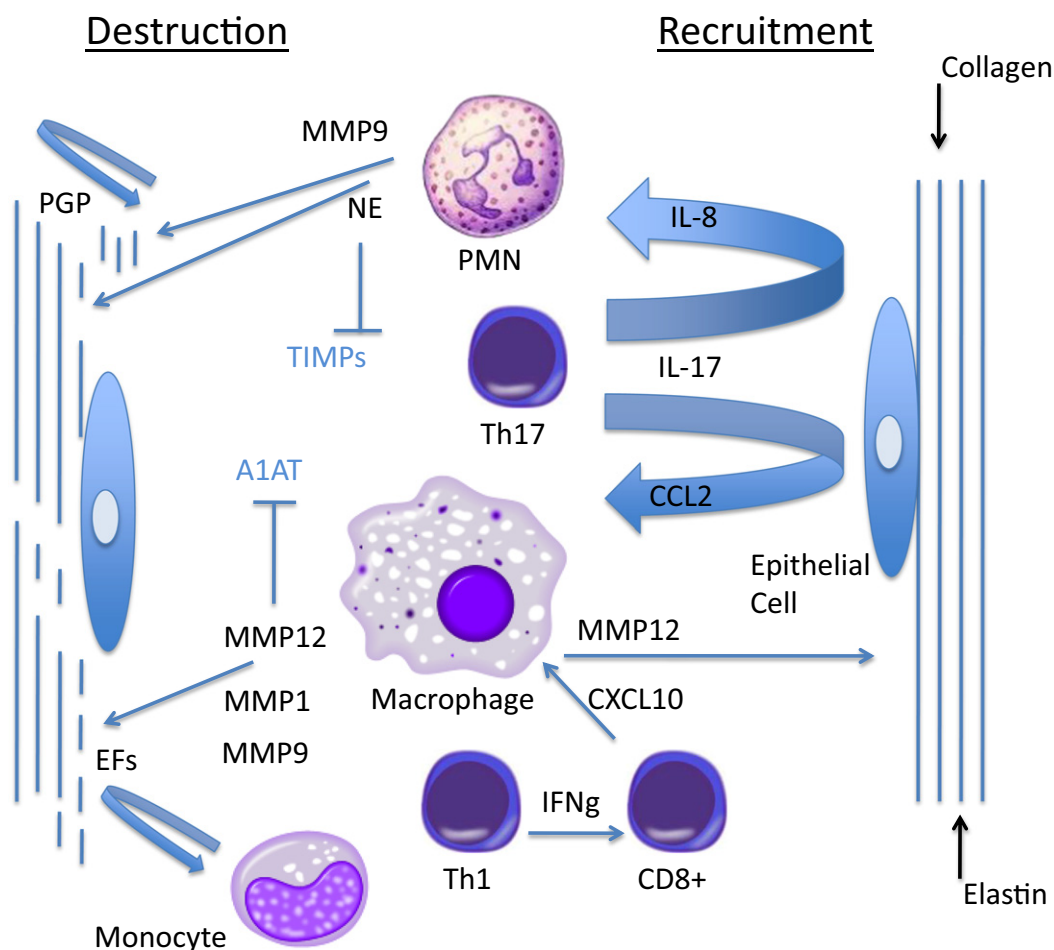 Destruction
Recruitment
Collagen
MMP9
PGP
NE
IL-8
PMN
TIMPs
IL-17
Th17
A1AT
CCL2
Epithelial
Cell
MMP12
MMP12
Macrophage
CXCL10
MMP1
MMP9
EFs
IFNg
Th1
CD8+
Elastin
Monocyte